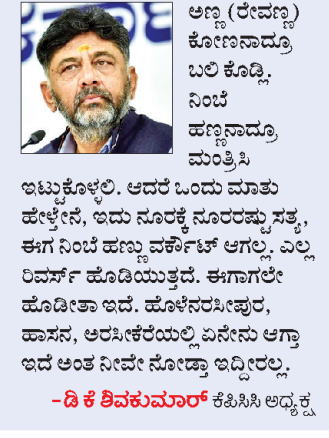 ಅಣ್ಣ (ರೇವಣ್ಣ)
ಕೋಣನಾದ್ರೂ
ಬಲಿ ಕೊಡ್ಲಿ.
ನಿಂಬೆ
ಹಣ್ಣನಾದ್ರೂ
ಮಂತ್ರಿಸಿ
ಇಟ್ಟುಕೊಳ್ಳಲಿ. ಆದರೆ ಒಂದು ಮಾತು
ಹೇಳ್ತೇನೆ, ಇದು ನೂರಕ್ಕೆ ನೂರರಷ್ಟು ಸತ್ಯ,
ಈಗ ನಿಂಬೆ ಹಣ್ಣು ವರ್ಕೌಟ್ ಆಗಲ್ಲ. ಎಲ್ಲ
ರಿವರ್ಸ್ ಹೊಡಿಯುತ್ತದೆ. ಈಗಾಗಲೇ
ಹೊಡೀತಾ ಇದೆ. ಹೊಳೆನರಸೀಪುರ,
ಹಾಸನ, ಅರಸೀಕೆರೆಯಲ್ಲಿ ಏನೇನು ಆಗ್ತಾ
ಇದೆ ಅಂತ ನೀವೇ ನೋಡ್ತಾ ಇದ್ದೀರಲ್ಲ.
-ಡಿ ಕೆ ಶಿವಕುಮಾರ್ ಕೆಪಿಸಿಸಿ ಅಧ್ಯಕ್ಷ